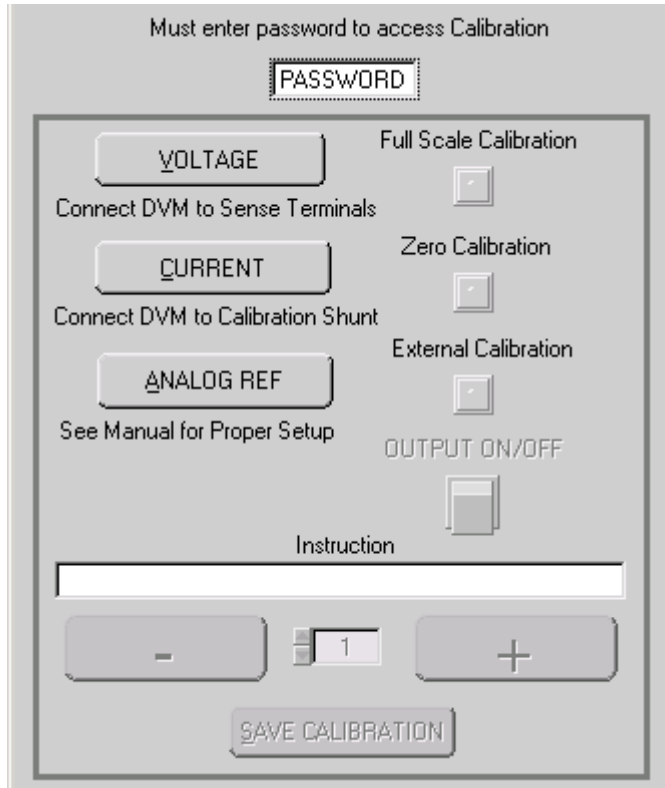 Must enter password to access Calibration
PASSWORD
VOLTAGE
Full Scale Calibration
Connect DVM to Sense Terminals
CURRENT
Zero Calibration
Connect DVM to Calibration Shunt
ANALOG REF
External Calibration
See Manual for Proper Setup
OUTPUT ON/OFF
Instruction
- 1 +
SAVE CALIBRATION